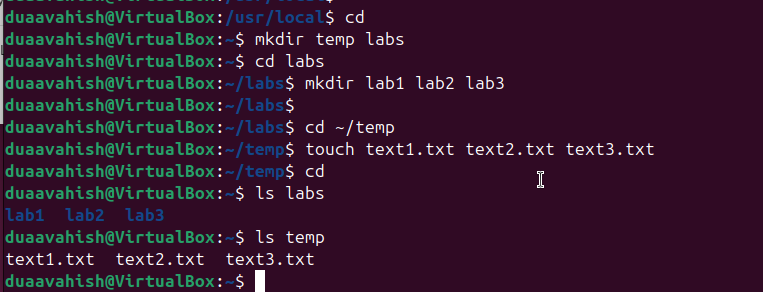 duaavahish@VirtualBox:/usr/local$ cd
duaavahish@VirtualBox:~$ mkdir temp labs
duaavahish@VirtualBox:~$ cd labs
duaavahish@VirtualBox:~/labs$ mkdir lab1 lab2 lab3
duaavahish@VirtualBox:~/labs$
duaavahish@VirtualBox:~/labs$ cd ~/temp
duaavahish@VirtualBox:~/temp$ touch text1.txt text2.txt text3.txt
duaavahish@VirtualBox:~/temp$ cd
duaavahish@VirtualBox:~$ ls labs
lab1  lab2  lab3
duaavahish@VirtualBox:~$ ls temp
text1.txt  text2.txt  text3.txt
duaavahish@VirtualBox:~$